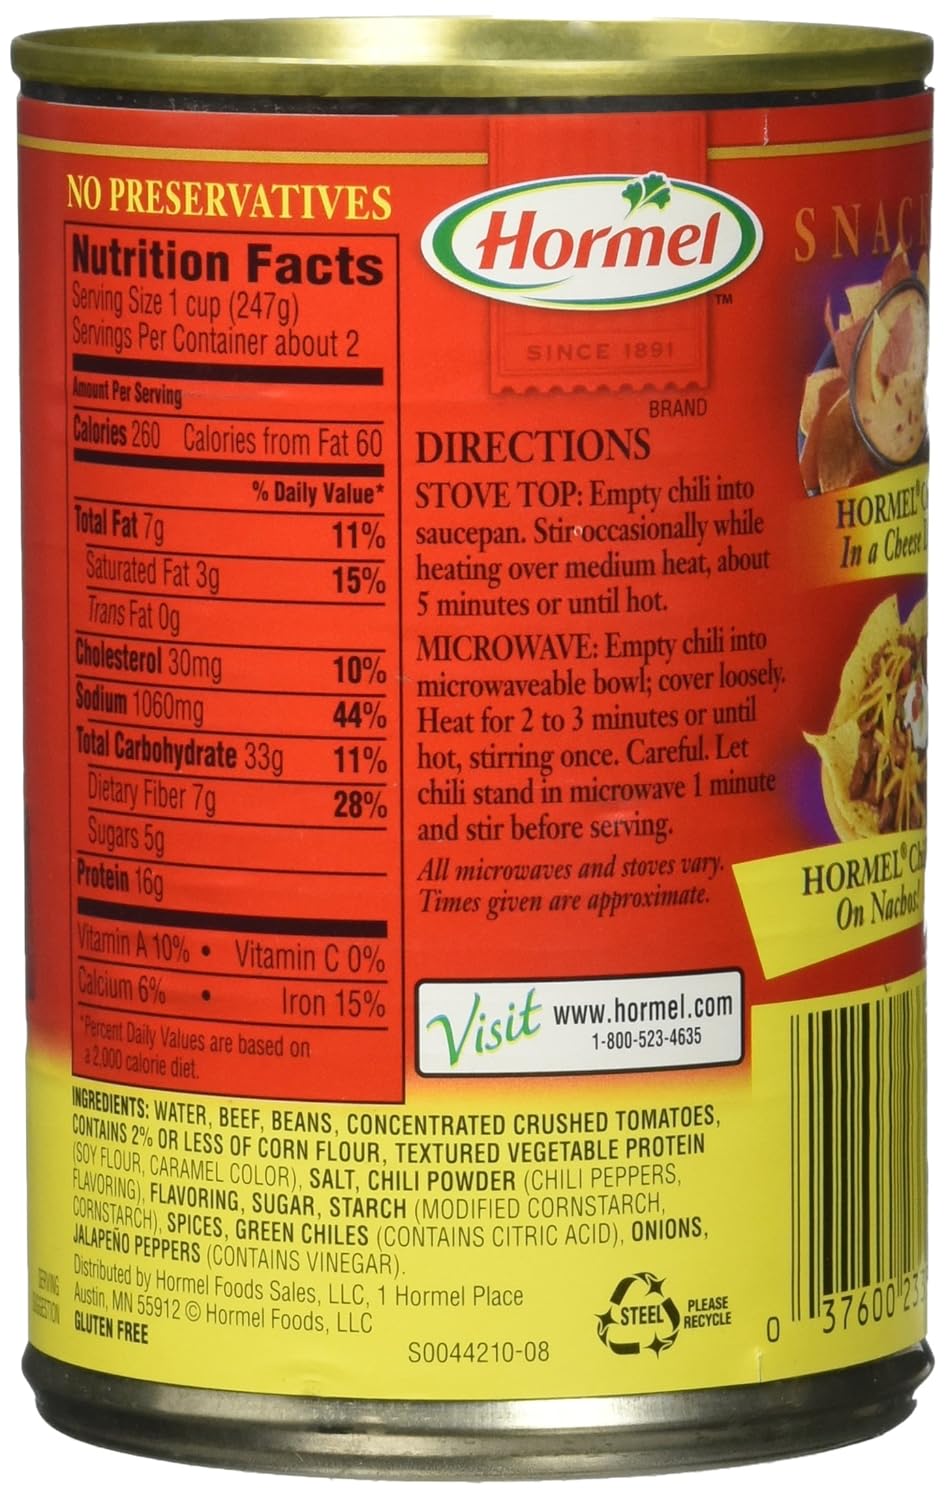 NO PRESERVATIVES
Nutrition Facts
Serving Size 1 cup (247g)
Servings Per Container about 2
Amount Per Serving
Calories 260 Calories from Fat 60
% Daily Value*
Total Fat 7g 11%
Saturated Fat 3g 15%
Trans Fat 0g
Cholesterol 30mg 10%
Sodium 1060mg 44%
Total Carbohydrate 33g 11%
Dietary Fiber 7g 28%
Sugars 5g
Protein 16g
Vitamin A 10% • Vitamin C 0%
Calcium 6% • Iron 15%
*Percent Daily Values are based on
a 2,000 calorie diet.
Hormel
TM
SINCE 1891
BRAND
DIRECTIONS
STOVE TOP: Empty chili into
saucepan. Stir occasionally while
heating over medium heat, about
5 minutes or until hot.
MICROWAVE: Empty chili into
microwaveable bowl; cover loosely.
Heat for 2 to 3 minutes or until
hot, stirring once. Careful. Let
chili stand in microwave 1 minute
and stir before serving.
All microwaves and stoves vary.
Times given are approximate.
Visit www.hormel.com
1-800-523-4635
HORMEL®
In a Cheese
HORMEL®
On Nachos!
INGREDIENTS: WATER, BEEF, BEANS, CONCENTRATED CRUSHED TOMATOES,
CONTAINS 2% OR LESS OF CORN FLOUR, TEXTURED VEGETABLE PROTEIN
(SOY FLOUR, CARAMEL COLOR), SALT, CHILI POWDER (CHILI PEPPERS,
FLAVORING), FLAVORING, SUGAR, STARCH (MODIFIED CORNSTARCH,
CORNSTARCH), SPICES, GREEN CHILES (CONTAINS CITRIC ACID), ONIONS,
JALAPEÑO PEPPERS (CONTAINS VINEGAR).
Distributed by Hormel Foods Sales, LLC, 1 Hormel Place
Austin, MN 55912 © Hormel Foods, LLC
GLUTEN FREE
S0044210-08
STEEL
PLEASE
RECYCLE
0 37600